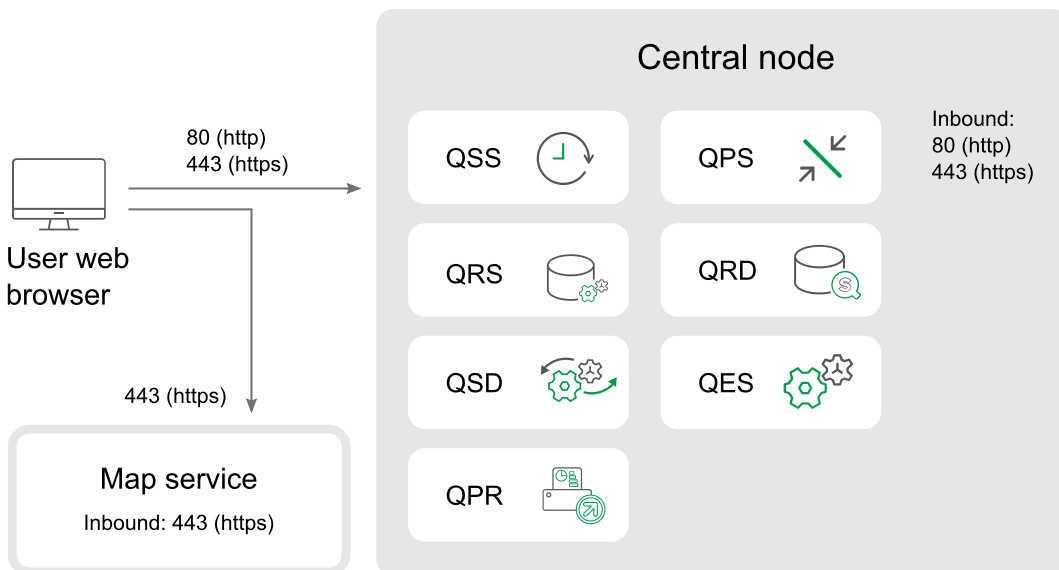 Central node
80 (http)
443 (https)
User web
browser
443 (https)
Map service
Inbound: 443 (https)
QSS
QPS
QRS
QRD
S
QSD
QES
QPR
Inbound:
80 (http)
443 (https)